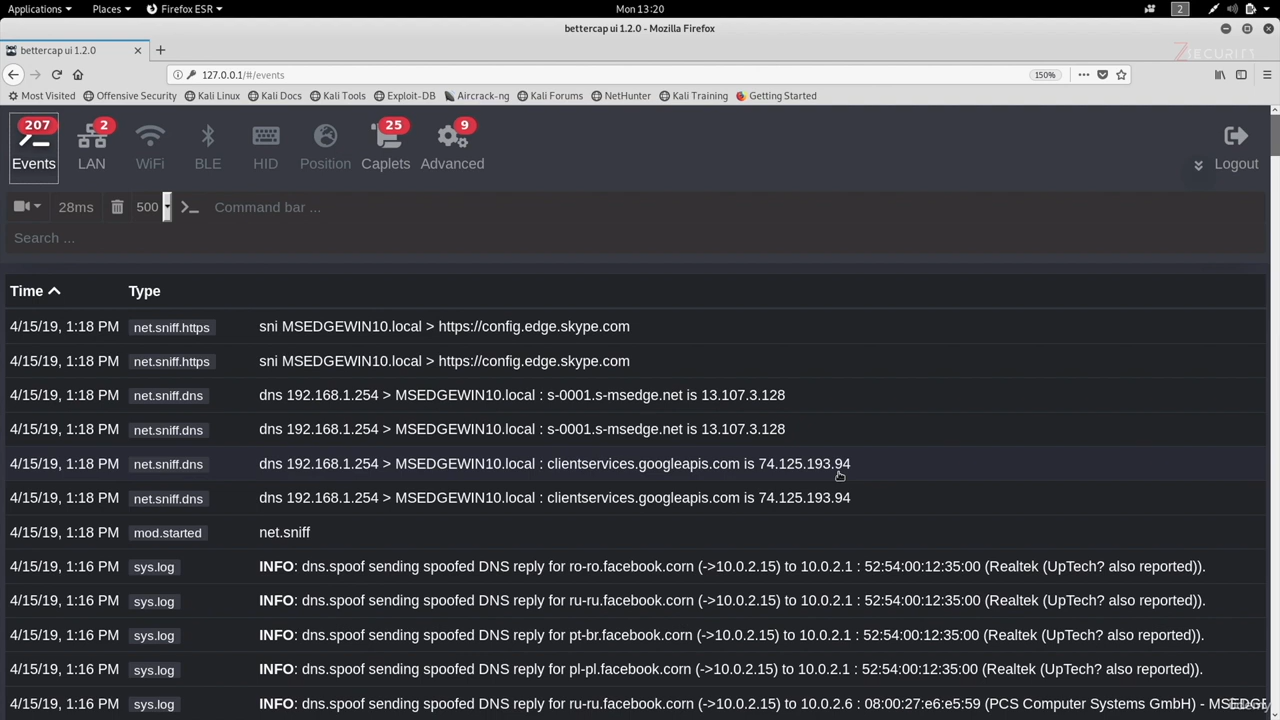 Applications Places Firefox ESR Mon 13:20 2
bettercap ui 1.2.0 - Mozilla Firefox
bettercap ui 1.2.0
SECURITY
127.0.0.1/#/events 150%
Most Visited Offensive Security Kali Linux Kali Docs Kali Tools Exploit-DB Aircrack-ng Kali Forums NetHunter Kali Training Getting Started
207 2 25 9
Events LAN WiFi BLE HID Position Caplets Advanced Logout
28ms 500 Command bar ...
Search ...
Time Type
4/15/19, 1:18 PM net.sniff.https sni MSEDGEWIN10.local > https://config.edge.skype.com
4/15/19, 1:18 PM net.sniff.https sni MSEDGEWIN10.local > https://config.edge.skype.com
4/15/19, 1:18 PM net.sniff.dns dns 192.168.1.254 > MSEDGEWIN10.local : s-0001.s-msedge.net is 13.107.3.128
4/15/19, 1:18 PM net.sniff.dns dns 192.168.1.254 > MSEDGEWIN10.local : s-0001.s-msedge.net is 13.107.3.128
4/15/19, 1:18 PM net.sniff.dns dns 192.168.1.254 > MSEDGEWIN10.local : clientservices.googleapis.com is 74.125.193.94
4/15/19, 1:18 PM net.sniff.dns dns 192.168.1.254 > MSEDGEWIN10.local : clientservices.googleapis.com is 74.125.193.94
4/15/19, 1:18 PM mod.started net.sniff
4/15/19, 1:16 PM sys.log INFO: dns.spoof sending spoofed DNS reply for ro-ro.facebook.corn (->10.0.2.15) to 10.0.2.1 : 52:54:00:12:35:00 (Realtek (UpTech? also reported)).
4/15/19, 1:16 PM sys.log INFO: dns.spoof sending spoofed DNS reply for ru-ru.facebook.corn (->10.0.2.15) to 10.0.2.1 : 52:54:00:12:35:00 (Realtek (UpTech? also reported)).
4/15/19, 1:16 PM sys.log INFO: dns.spoof sending spoofed DNS reply for pt-br.facebook.corn (->10.0.2.15) to 10.0.2.1 : 52:54:00:12:35:00 (Realtek (UpTech? also reported)).
4/15/19, 1:16 PM sys.log INFO: dns.spoof sending spoofed DNS reply for pl-pl.facebook.corn (->10.0.2.15) to 10.0.2.1 : 52:54:00:12:35:00 (Realtek (UpTech? also reported)).
4/15/19, 1:16 PM sys.log INFO: dns.spoof sending spoofed DNS reply for ru-ru.facebook.corn (->10.0.2.15) to 10.0.2.6 : 08:00:27:e6:e5:59 (PCS Computer Systems GmbH) - MSEDGE